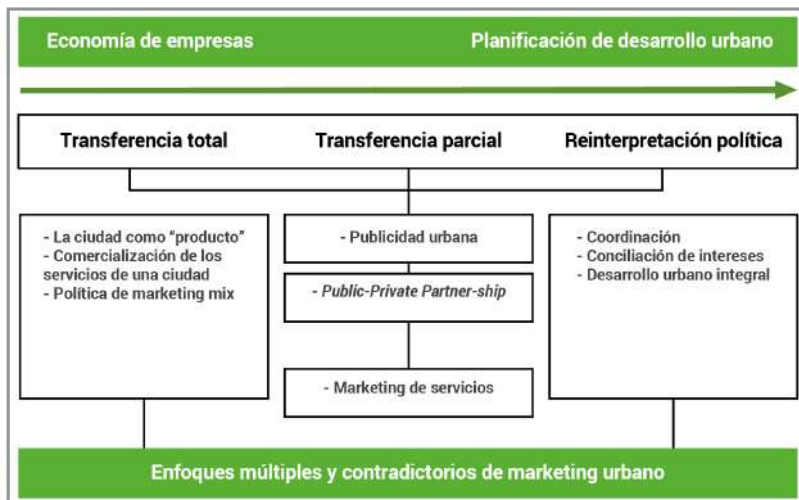 Economía de empresas
Planificación de desarrollo urbano
Transferencia total
Transferencia parcial
Reinterpretación política
- La ciudad como “producto”
- Comercialización de los
servicios de una ciudad
- Política de marketing mix
- Publicidad urbana
- Public-Private Partner-ship
- Marketing de servicios
- Coordinación
- Conciliación de intereses
- Desarrollo urbano integral
Enfoques múltiples y contradictorios de marketing urbano